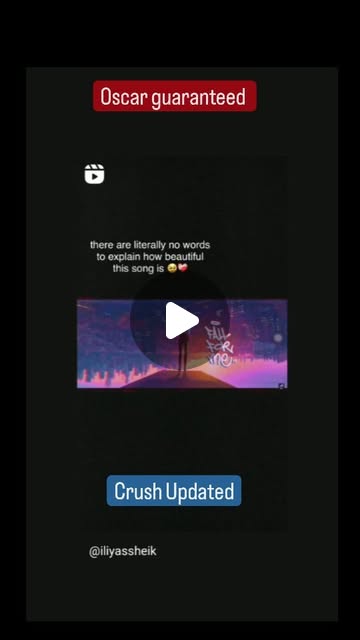 Oscar guaranteed
there are literally no words
to explain how beautiful
this song is 🥹❤️‍🩹
FALL
FOR
me
Crush Updated
@iliyassheik